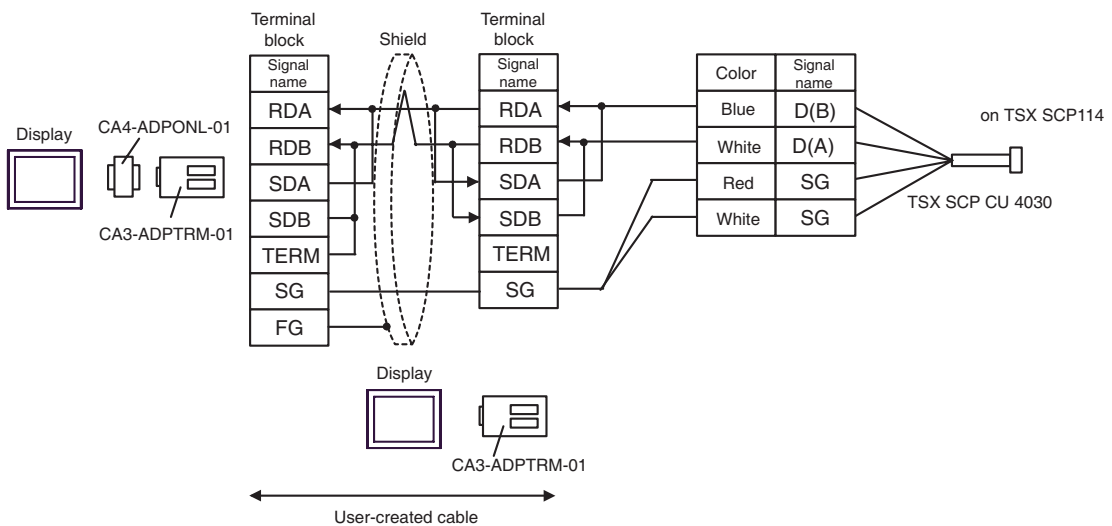 Terminal
block
Shield
Terminal
block
Signal
name
RDA
RDB
SDA
SDB
TERM
SG
FG
Signal
name
RDA
RDB
SDA
SDB
TERM
SG
Color
Signal
name
Blue
D(B)
White
D(A)
Red
SG
White
SG
on TSX SCP114
TSX SCP CU 4030
Display
CA4-ADPONL-01
CA3-ADPTRM-01
Display
CA3-ADPTRM-01
User-created cable